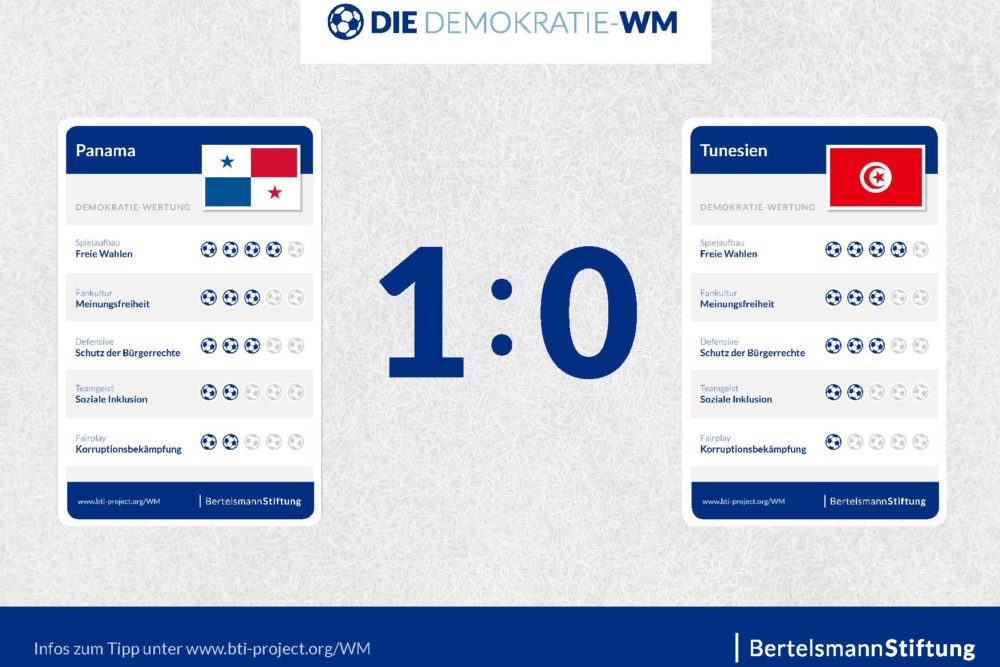 DIE DEMOKRATIE-WM
Panama
DEMOKRATIE-WERTUNG
Spielaufbau
Freie Wahlen
Fankultur
Meinungsfreiheit
Defensive
Schutz der Bürgerrechte
Teamgeist
Soziale Inklusion
Fairplay
Korruptionsbekämpfung
www.bti-project.org/WM
BertelsmannStiftung
1:0
Tunesien
DEMOKRATIE-WERTUNG
Spielaufbau
Freie Wahlen
Fankultur
Meinungsfreiheit
Defensive
Schutz der Bürgerrechte
Teamgeist
Soziale Inklusion
Fairplay
Korruptionsbekämpfung
www.bti-project.org/WM
BertelsmannStiftung
Infos zum Tipp unter www.bti-project.org/WM
BertelsmannStiftung